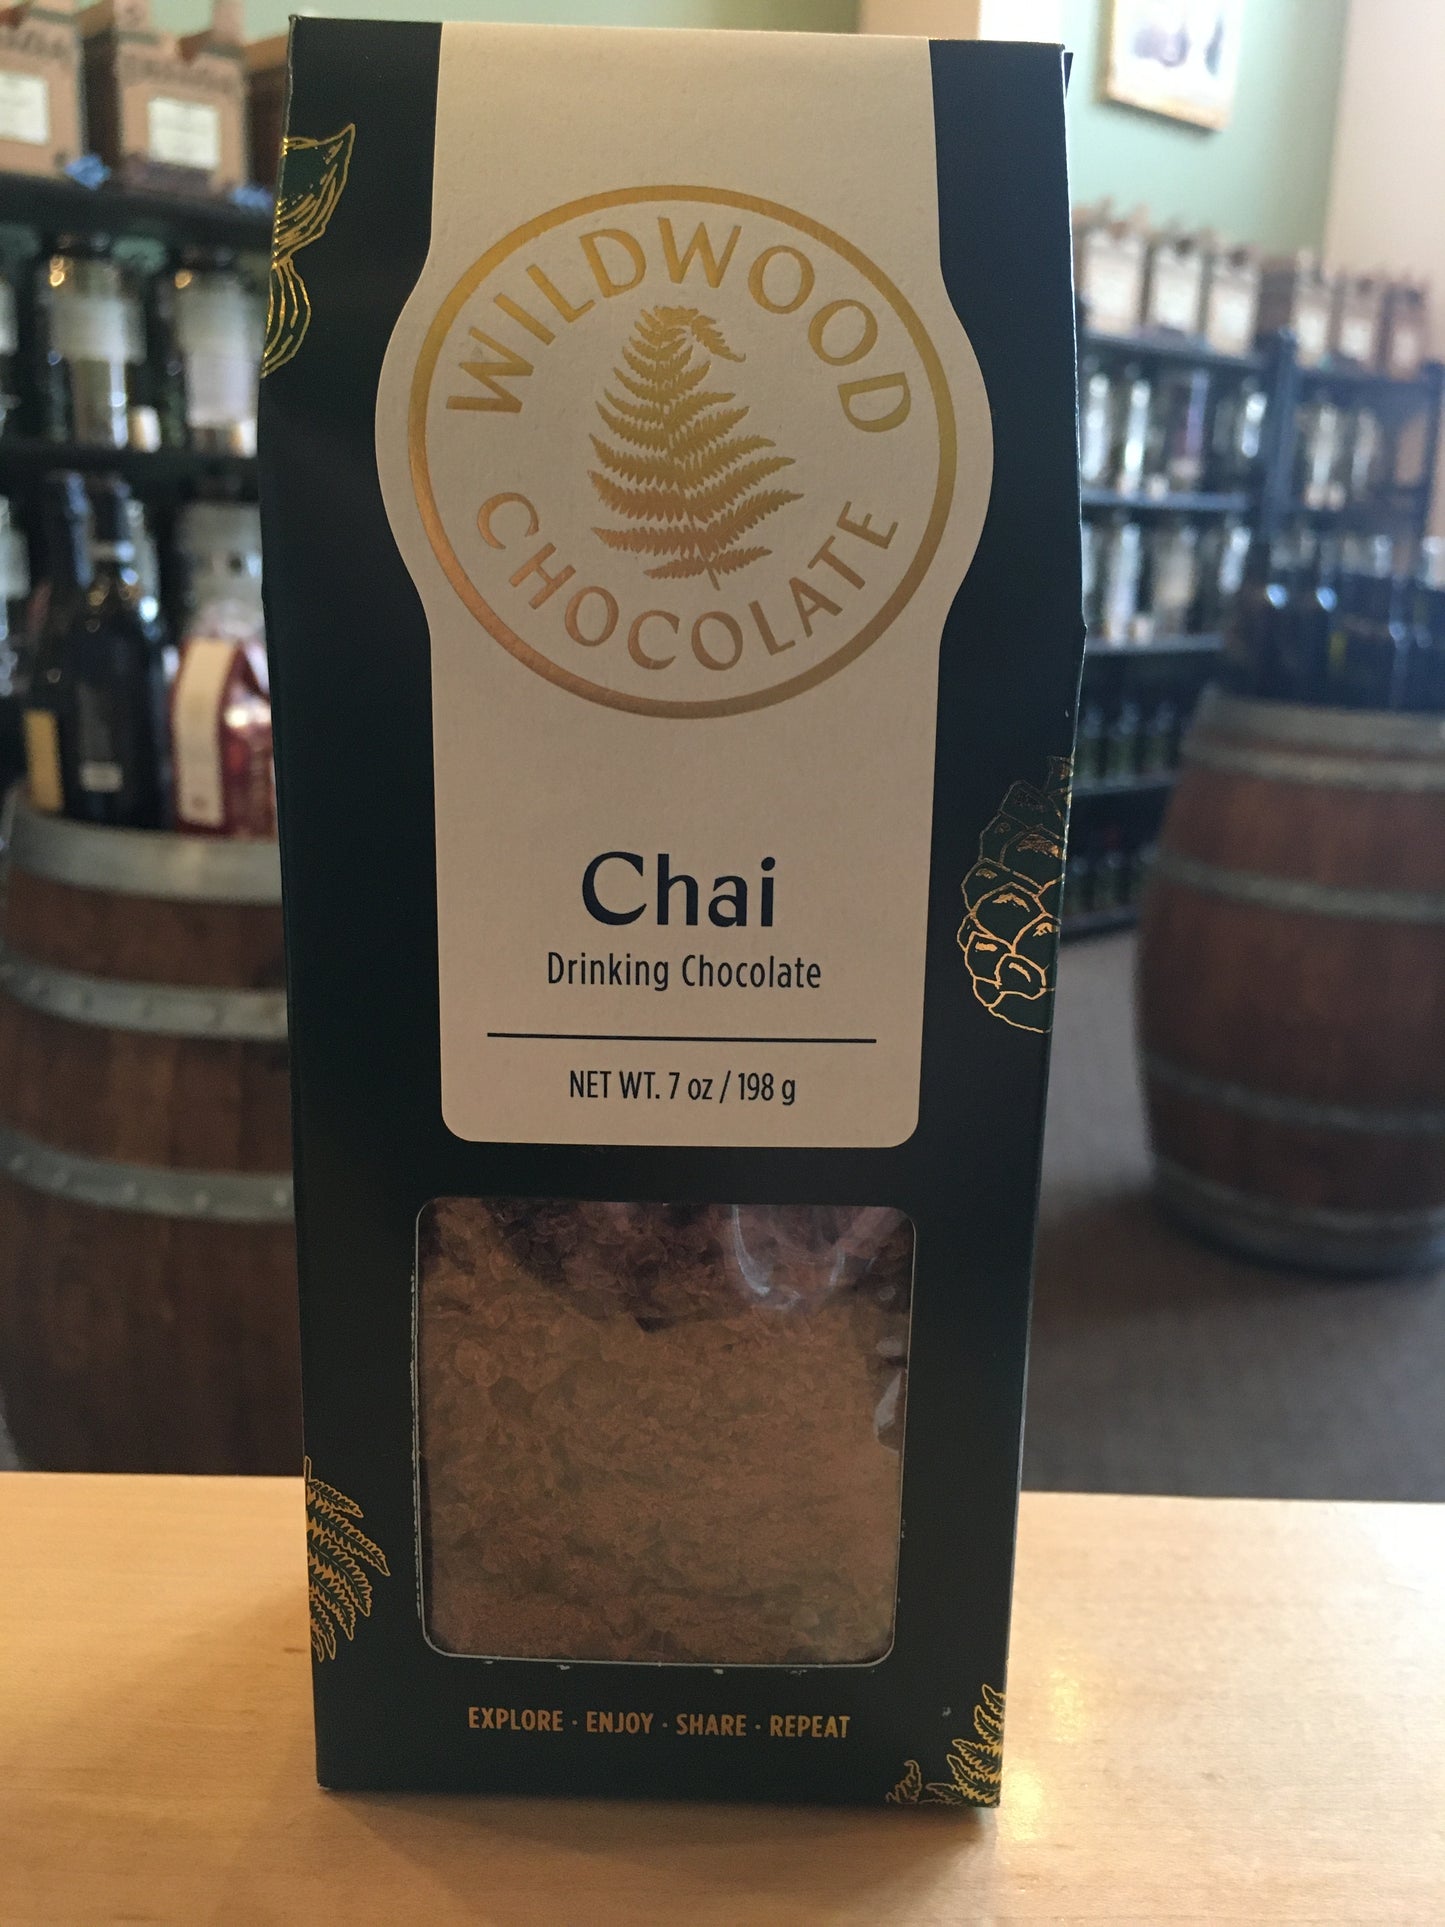 WILDWOOD
CHOCOLATE
Chai
Drinking Chocolate
NET WT. 7 oz / 198 g
EXPLORE · ENJOY · SHARE · REPEAT